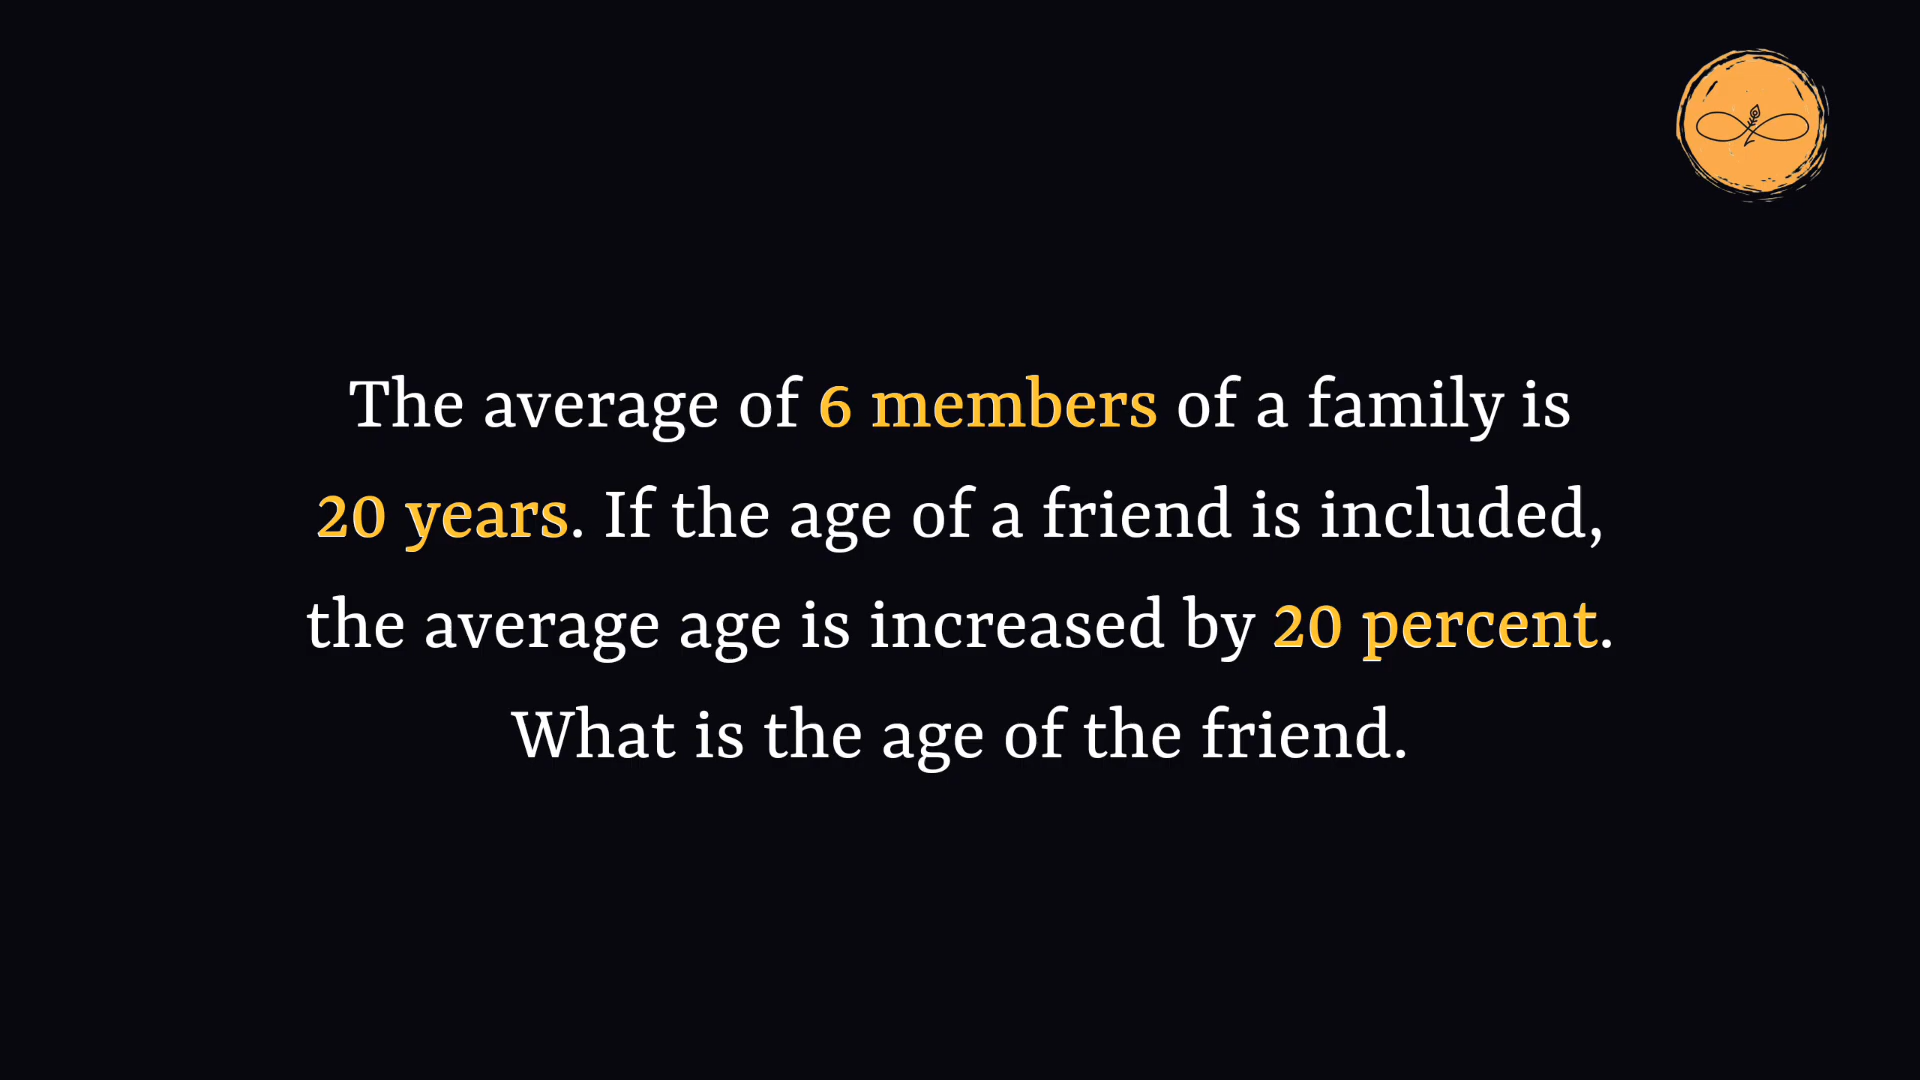 The average of 6 members of a family is
20 years. If the age of a friend is included,
the average age is increased by 20 percent.
What is the age of the friend.